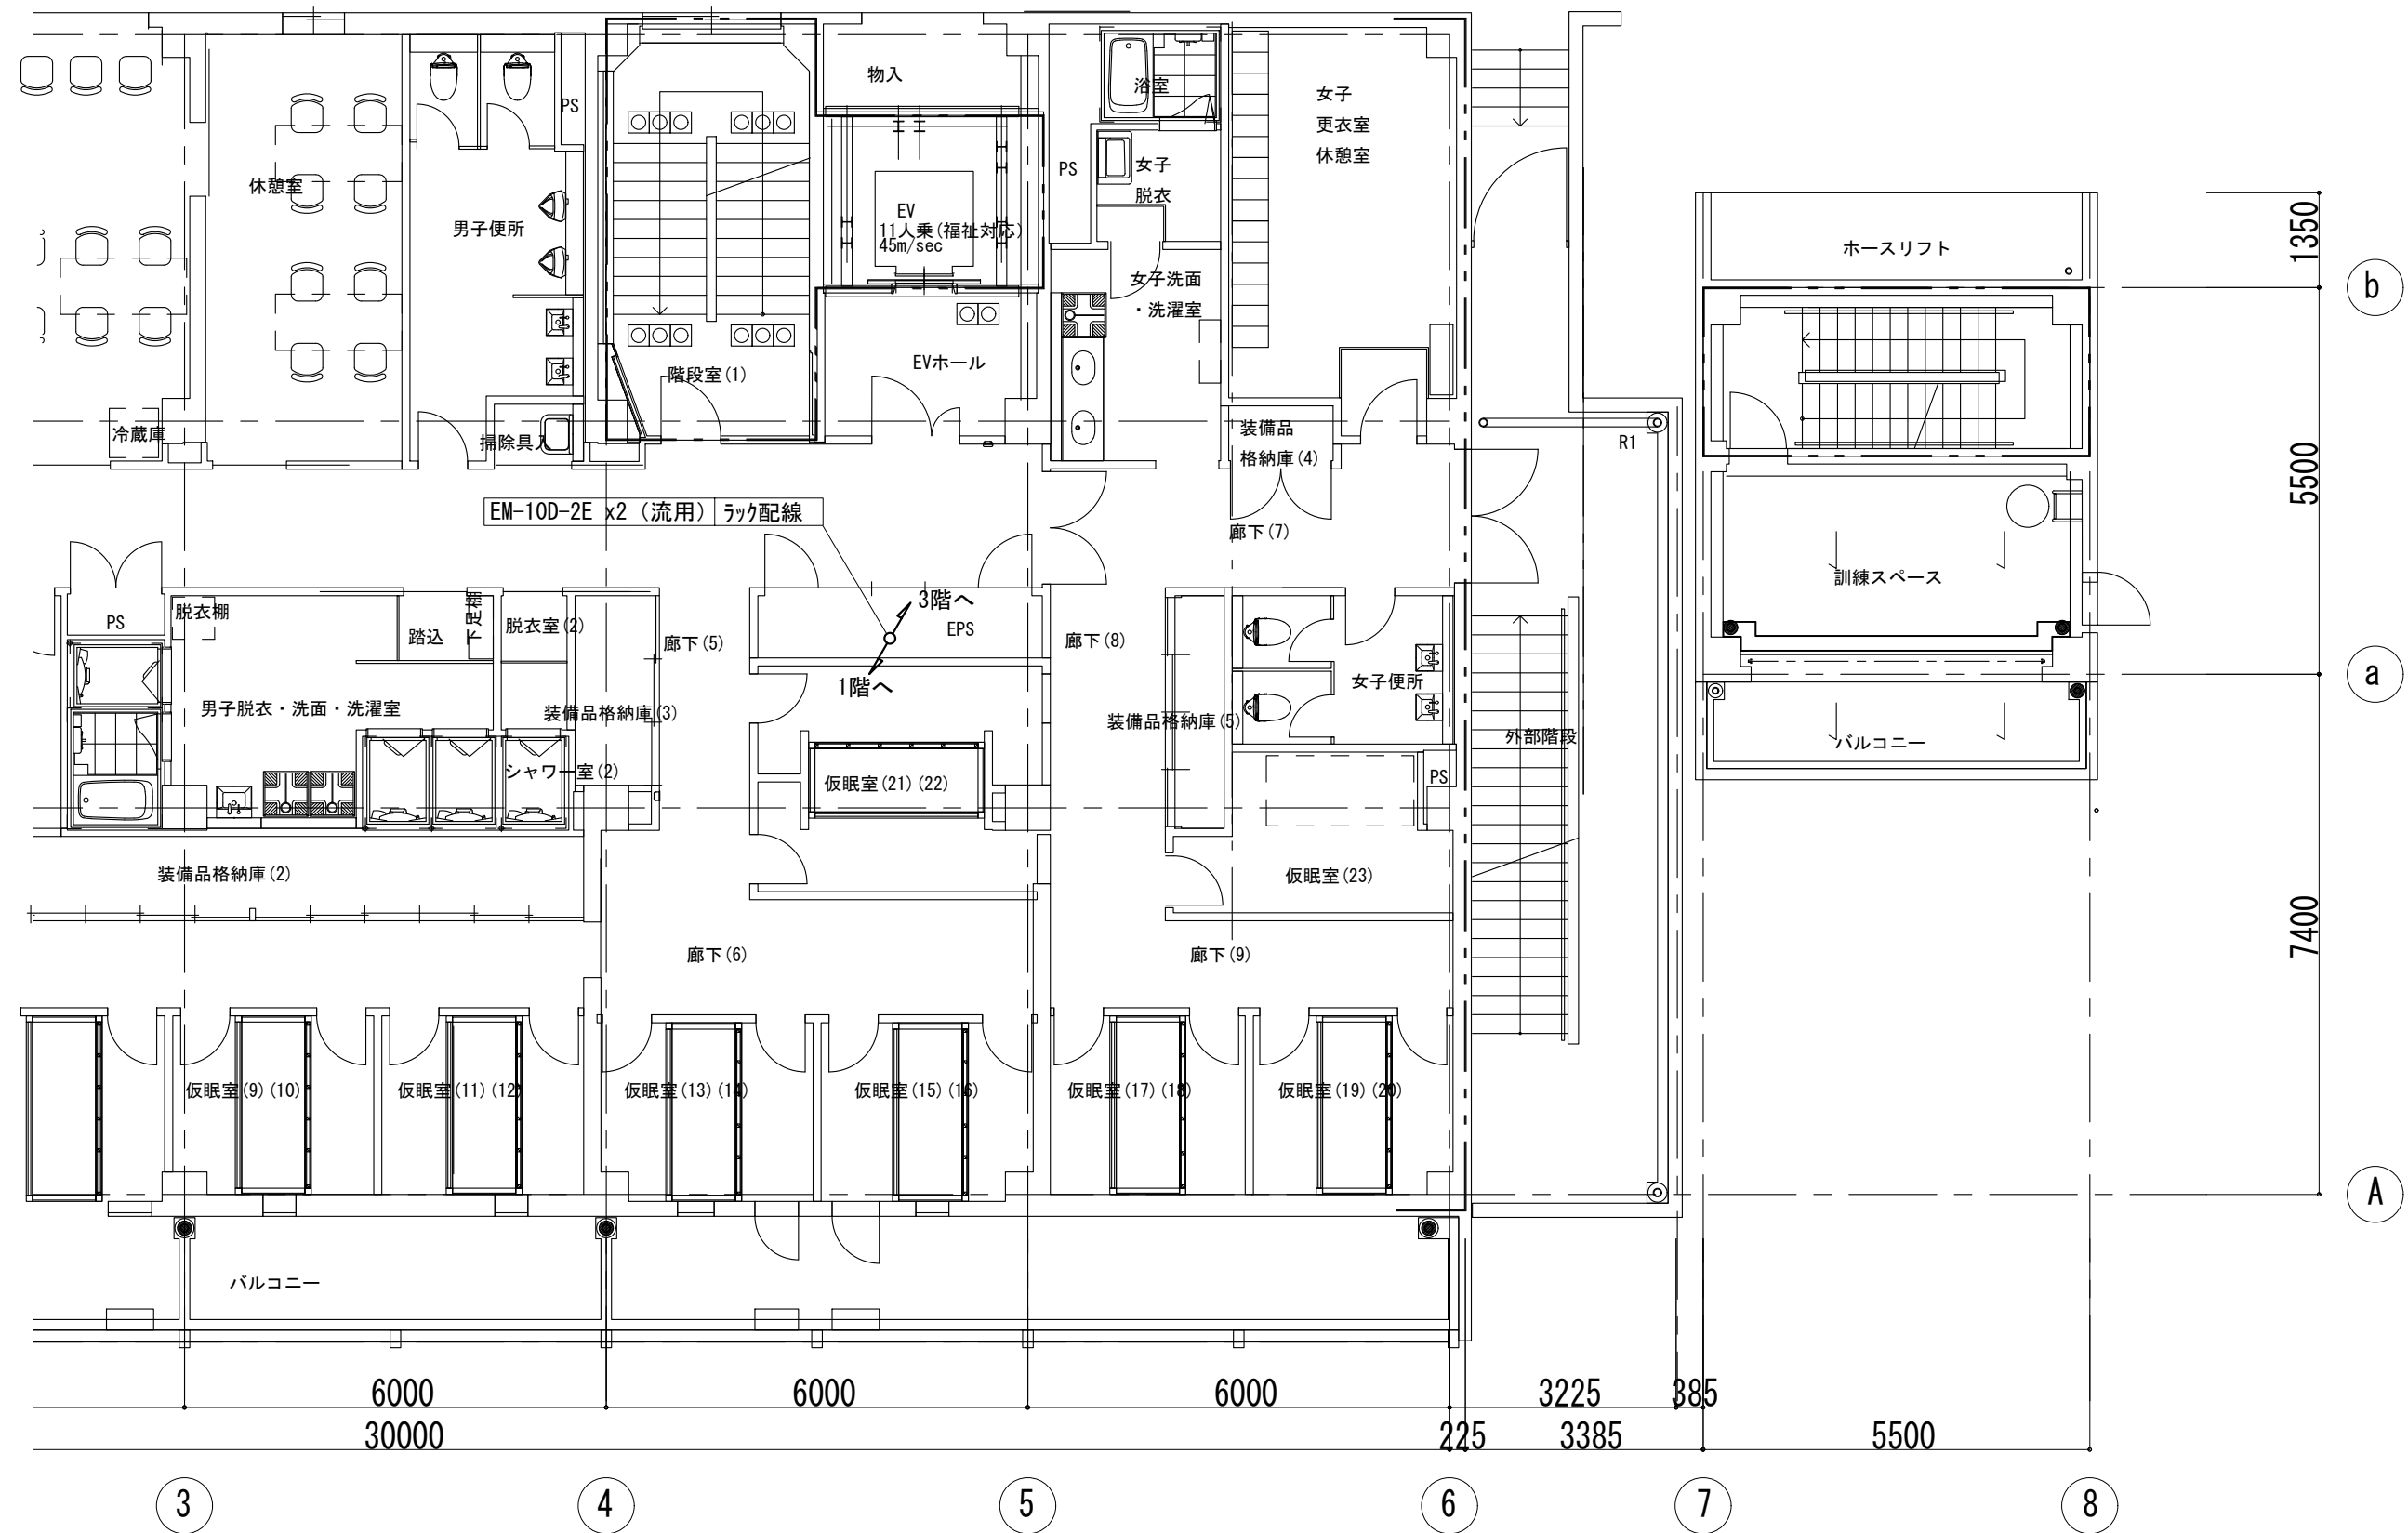 物入
浴室
女子
更衣室
休憩室
PS
休憩室
男子便所
PS
女子
脱衣
EV
11人乗(福祉対応)
45m/sec
女子洗面
・洗濯室
ホースリフト
1350
b
階段室(1)
EVホール
冷蔵庫
掃除具入
装備品
格納庫(4)
R1
5500
EM-10D-2E x2 (流用) ラック配線
廊下(7)
訓練スペース
PS
脱衣棚
踏込
下足棚
脱衣室(2)
廊下(5)
3階へ
EPS
1階へ
廊下(8)
女子便所
a
男子脱衣・洗面・洗濯室
装備品格納庫(3)
装備品格納庫(5)
外部階段
バルコニー
シャワー室(2)
仮眠室(21)(22)
PS
装備品格納庫(2)
仮眠室(23)
7400
廊下(6)
廊下(9)
仮眠室(9)(10)
仮眠室(11)(12)
仮眠室(13)(14)
仮眠室(15)(16)
仮眠室(17)(18)
仮眠室(19)(20)
A
バルコニー
6000
6000
6000
3225
385
30000
225
3385
5500
3
4
5
6
7
8